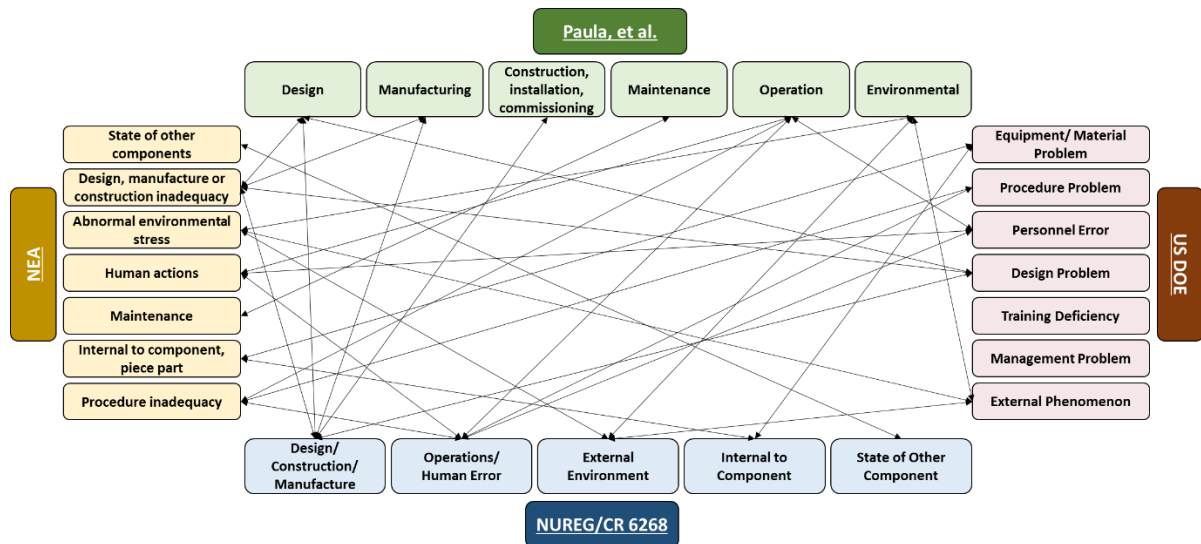 Paula, et al.
Design
Manufacturing
Construction,
installation,
commissioning
Maintenance
Operation
Environmental
NEA
State of other
components
Design, manufacture or
construction inadequacy
Abnormal environmental
stress
Human actions
Maintenance
Internal to component,
piece part
Procedure inadequacy
Equipment/ Material
Problem
Procedure Problem
Personnel Error
Design Problem
Training Deficiency
Management Problem
External Phenomenon
US DOE
Design/
Construction/
Manufacture
Operations/
Human Error
External
Environment
Internal to
Component
State of Other
Component
NUREG/CR 6268